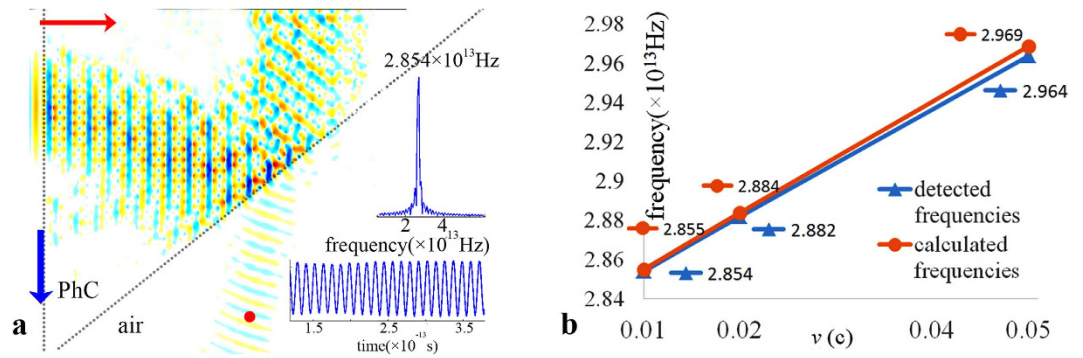 2.854×10¹³Hz
2 4
frequency(×10¹³Hz)
PhC
air
a
1.5 2.5 3.5
time(×10⁻¹³ s)
2.98
2.96
2.94
2.92
2.9
2.88
2.86
2.84
frequency(×10¹³Hz)
2.969
2.964
2.884
2.882
2.855
2.854
detected
frequencies
calculated
frequencies
b
0.01 0.02 0.04 0.05
v (c)